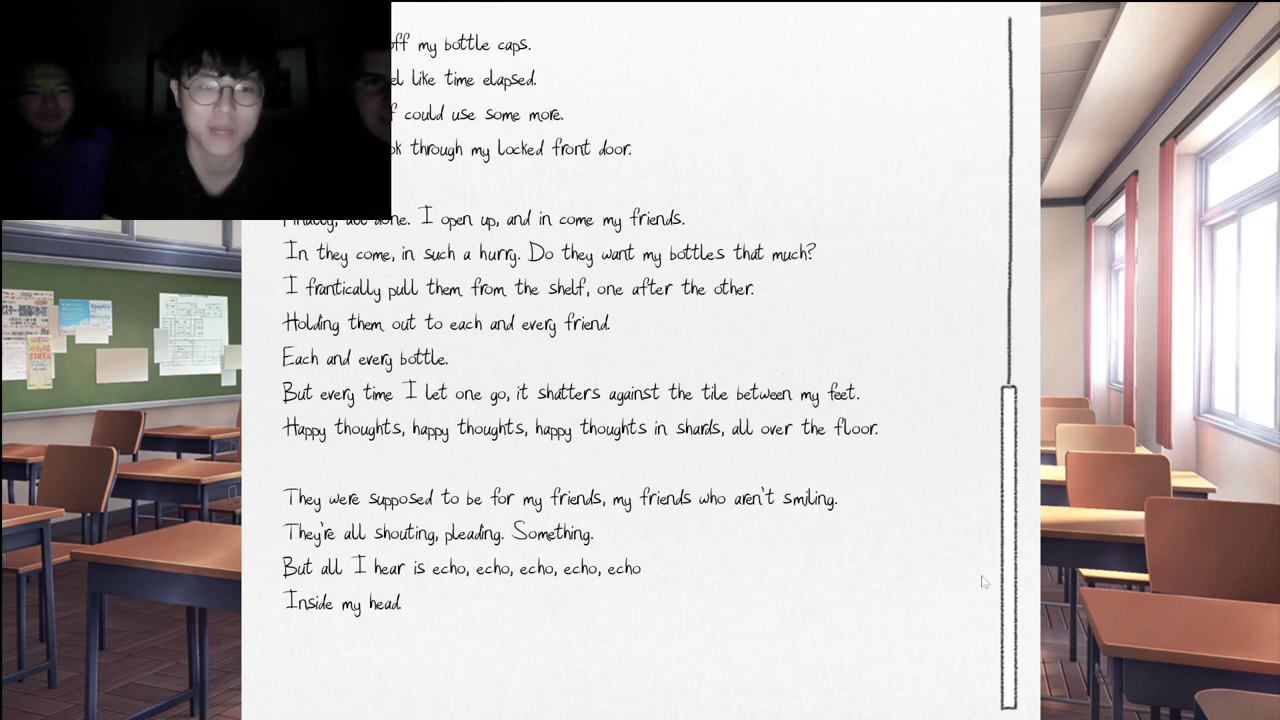 off my bottle caps.
el like time elapsed.
f could use some more.
ok through my locked front door.
Finally, all done. I open up, and in come my friends.
In they come, in such a hurry. Do they want my bottles that much?
I frantically pull them from the shelf, one after the other.
Holding them out to each and every friend.
Each and every bottle.
But every time I let one go, it shatters against the tile between my feet.
Happy thoughts, happy thoughts, happy thoughts in shards, all over the floor.
They were supposed to be for my friends, my friends who aren't smiling.
They're all shouting, pleading. Something.
But all I hear is echo, echo, echo, echo, echo
Inside my head.